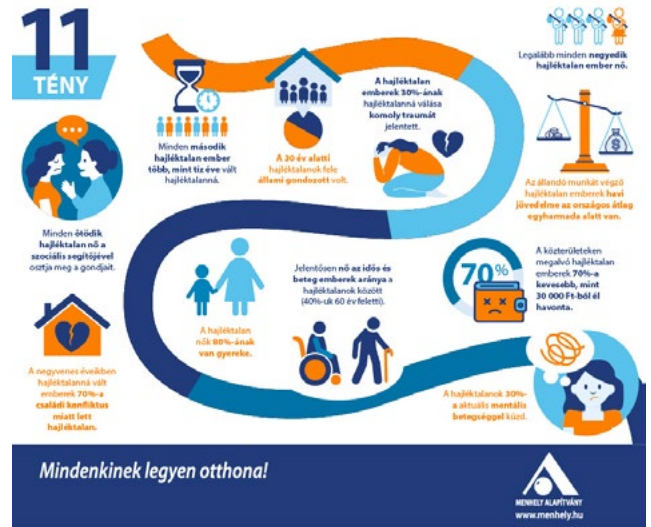 11
TÉNY
Minden második
hajléktalan ember
több, mint tíz éve vált
hajléktalanná.
A 30 év alatti
hajléktalanok fele
állami gondozott volt.
A hajléktalan
emberek 30%-ának
hajléktalanná válása
komoly traumát
jelentett.
Legalább minden negyedik
hajléktalan ember nő.
Az állandó munkát végző
hajléktalan emberek havi
jövedelme az országos átlag
egyharmada alatt van.
Minden ötödik
hajléktalan nő a
szociális segítőjével
osztja meg a gondjait.
A hajléktalan
nők 80%-ának
van gyereke.
Jelentősen nő az idős és
beteg emberek aránya a
hajléktalanok között
(40%-uk 60 év feletti).
70%
A közterületeken
megalvó hajléktalan
emberek 70%-a
kevesebb, mint
30 000 Ft-ból él
havonta.
A negyvenes éveikben
hajléktalanná vált
emberek 70%-a
családi konfliktus
miatt lett
hajléktalan.
A hajléktalanok 30%-
a aktuális mentális
betegséggel küzd.
Mindenkinek legyen otthona!
MENHELY ALAPÍTVÁNY
www.menhely.hu